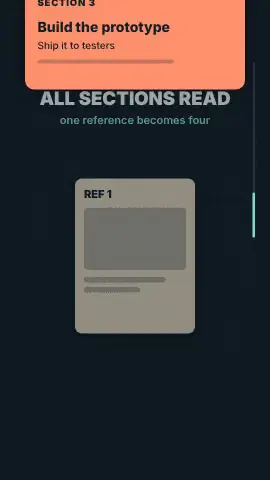 SECTION 3
Build the prototype
Ship it to testers
ALL SECTIONS READ
one reference becomes four
REF 1